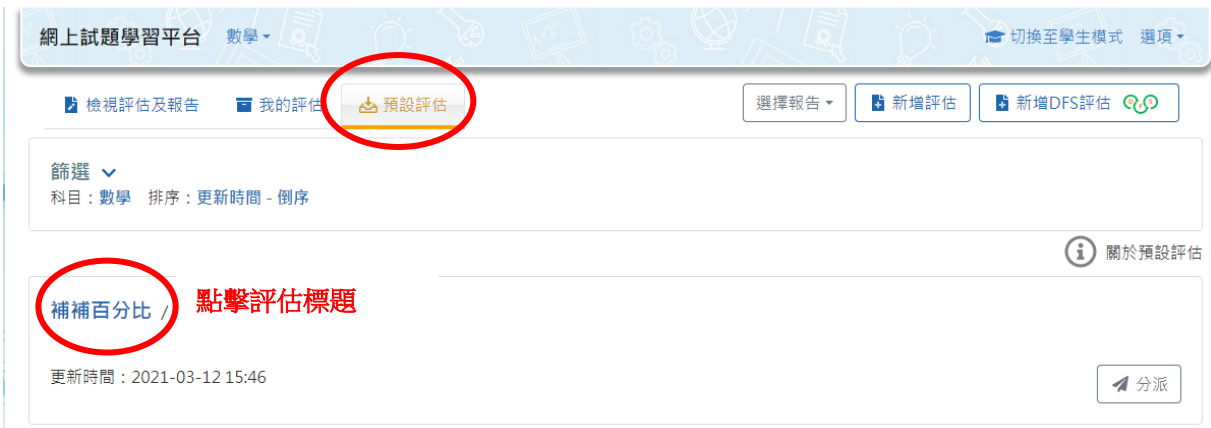 網上試題學習平台 數學 切換至學生模式 選項
檢視評估及報告 我的評估 預設評估 選擇報告 新增評估 新增DFS評估
篩選
科目：數學 排序：更新時間 - 倒序
關於預設評估
補補百分比 / 點擊評估標題
更新時間：2021-03-12 15:46
分派